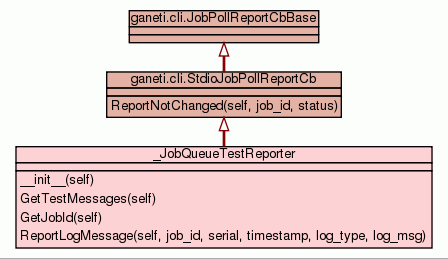 ganeti.cli.JobPollReportCbBase
ganeti.cli.StdioJobPollReportCb
ReportNotChanged(self, job_id, status)
_JobQueueTestReporter
__init__(self)
GetTestMessages(self)
GetJobId(self)
ReportLogMessage(self, job_id, serial, timestamp, log_type, log_msg)